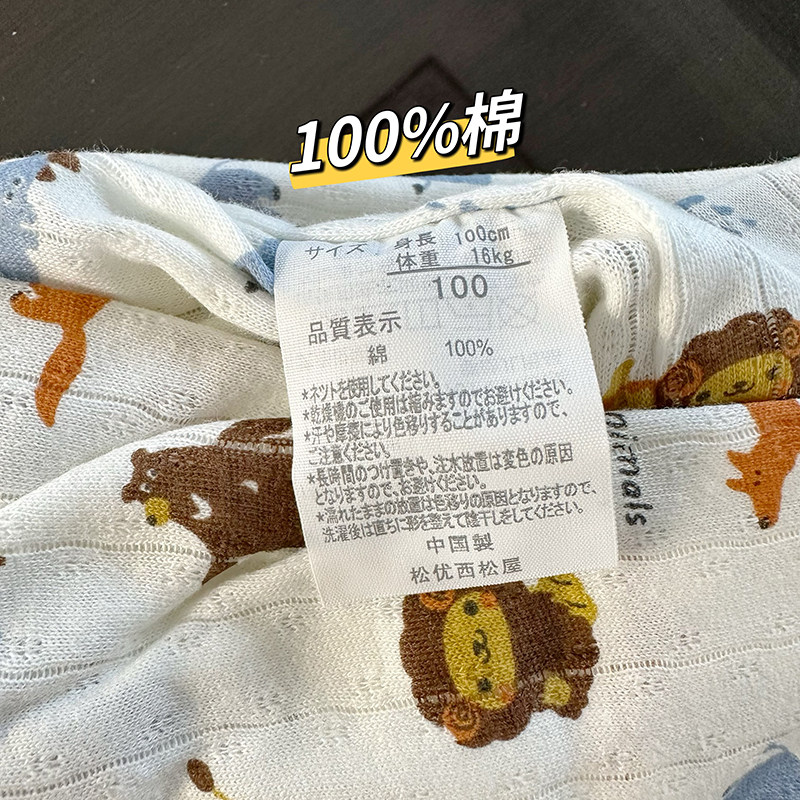 100%棉
サイズ 身長 100cm
体重 16kg
100
品質表示
綿 100%
*ネットを使用してください。
*乾燥機のご使用は縮みますのでお避けください。
*汗や摩擦により色移りすることがありますので、
ご注意ください。
*長時間のつけ置きや、注水放置は変色の原因
となりますので、お避けください。
*濡れたままの放置は色移りの原因となりますので、
洗濯後は直ちに形を整えて陰干しをしてください。
中国製
松优西松屋